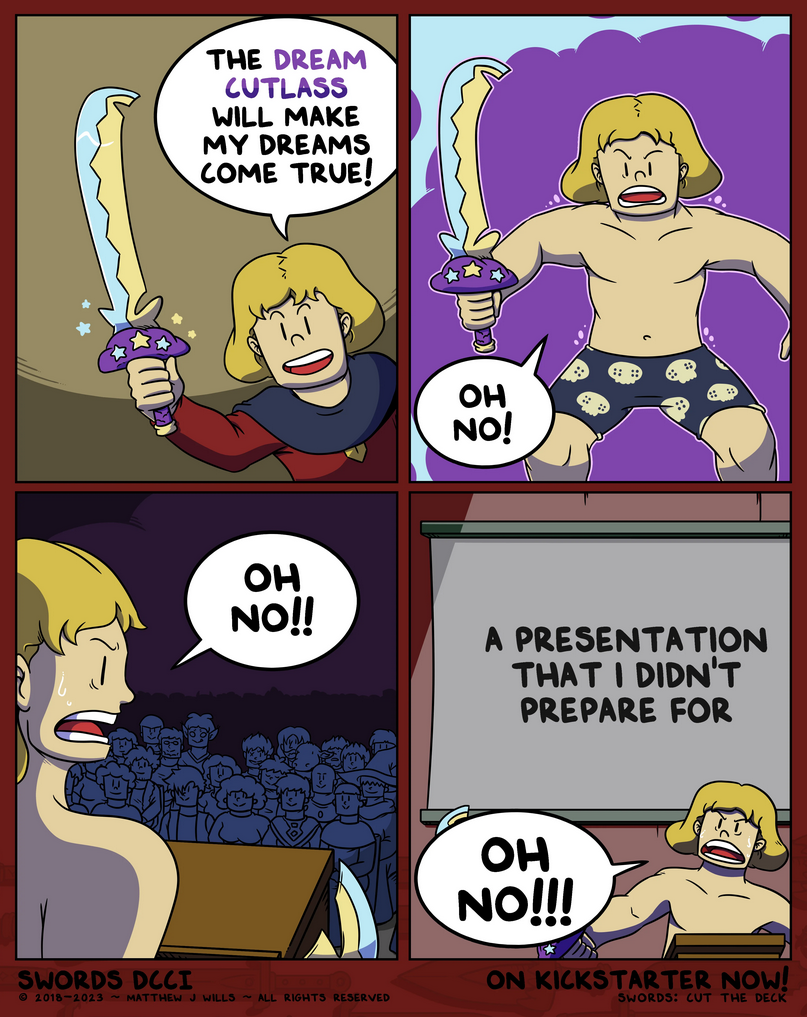 THE DREAM
CUTLASS
WILL MAKE
MY DREAMS
COME TRUE!
OH
NO!
OH
NO!!
A PRESENTATION
THAT I DIDN'T
PREPARE FOR
OH
NO!!!
SWORDS DCCI
© 2018-2023 ~ MATTHEW J WILLS ~ ALL RIGHTS RESERVED
ON KICKSTARTER NOW!
SWORDS: CUT THE DECK